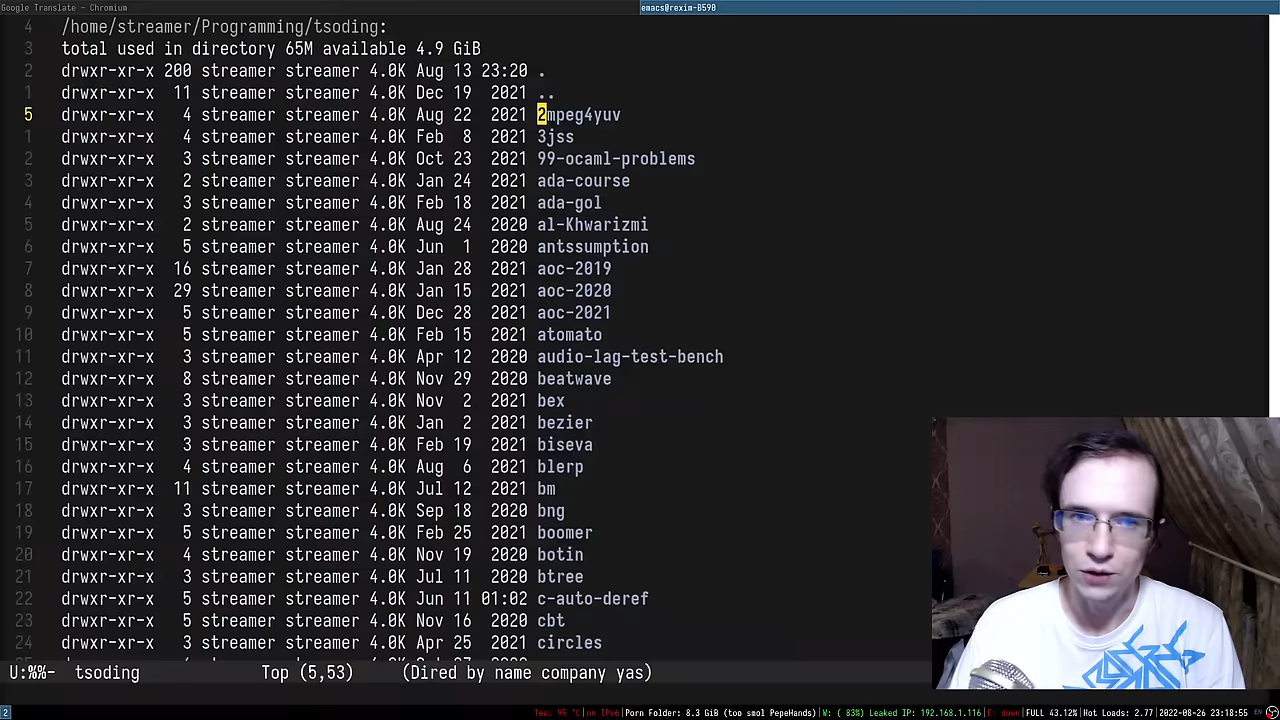 Google Translate - Chromium
emacs@rexim-B590
4 /home/streamer/Programming/tsoding:
3 total used in directory 65M available 4.9 GiB
2 drwxr-xr-x 200 streamer streamer 4.0K Aug 13 23:20 .
1 drwxr-xr-x 11 streamer streamer 4.0K Dec 19 2021 ..
5 drwxr-xr-x 4 streamer streamer 4.0K Aug 22 2021 2mpeg4yuv
1 drwxr-xr-x 4 streamer streamer 4.0K Feb 8 2021 3jss
2 drwxr-xr-x 3 streamer streamer 4.0K Oct 23 2021 99-ocaml-problems
3 drwxr-xr-x 2 streamer streamer 4.0K Jan 24 2021 ada-course
4 drwxr-xr-x 3 streamer streamer 4.0K Feb 18 2021 ada-gol
5 drwxr-xr-x 2 streamer streamer 4.0K Aug 24 2020 al-Khwarizmi
6 drwxr-xr-x 5 streamer streamer 4.0K Jun 1 2020 antssumption
7 drwxr-xr-x 16 streamer streamer 4.0K Jan 28 2021 aoc-2019
8 drwxr-xr-x 29 streamer streamer 4.0K Jan 15 2021 aoc-2020
9 drwxr-xr-x 5 streamer streamer 4.0K Dec 28 2021 aoc-2021
10 drwxr-xr-x 5 streamer streamer 4.0K Feb 15 2021 atomato
11 drwxr-xr-x 3 streamer streamer 4.0K Apr 12 2020 audio-lag-test-bench
12 drwxr-xr-x 8 streamer streamer 4.0K Nov 29 2020 beatwave
13 drwxr-xr-x 3 streamer streamer 4.0K Nov 2 2021 bex
14 drwxr-xr-x 3 streamer streamer 4.0K Jan 2 2021 bezier
15 drwxr-xr-x 3 streamer streamer 4.0K Feb 19 2021 biseva
16 drwxr-xr-x 4 streamer streamer 4.0K Aug 6 2021 blerp
17 drwxr-xr-x 11 streamer streamer 4.0K Jul 12 2021 bm
18 drwxr-xr-x 3 streamer streamer 4.0K Sep 18 2020 bng
19 drwxr-xr-x 5 streamer streamer 4.0K Feb 25 2021 boomer
20 drwxr-xr-x 4 streamer streamer 4.0K Nov 19 2020 botin
21 drwxr-xr-x 3 streamer streamer 4.0K Jul 11 2020 btree
22 drwxr-xr-x 5 streamer streamer 4.0K Jun 11 01:02 c-auto-deref
23 drwxr-xr-x 5 streamer streamer 4.0K Nov 16 2020 cbt
24 drwxr-xr-x 3 streamer streamer 4.0K Apr 25 2021 circles
U:%%- tsoding Top (5,53) (Dired by name company yas)
2 Tea: 95 °C|no IPv6|Porn Folder: 8.3 GiB (too smol PepeHands)|W: ( 83%) Leaked IP: 192.168.1.116|E: down|FULL 43.12%|Hot Loads: 2.77|2022-08-26 23:18:55 EN